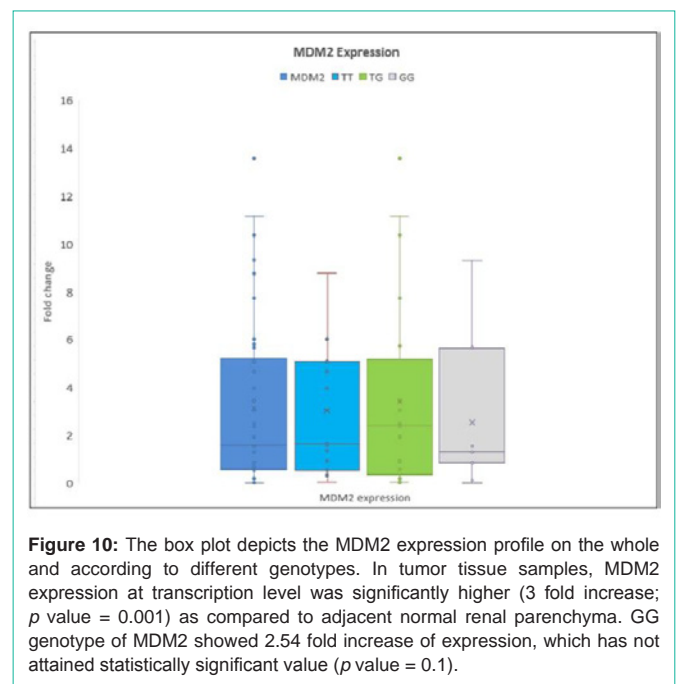 MDM2 Expression
MDM2 TT TG GG
16
14
12
10
8
6
4
2
0
Fold change
MDM2 expression
Figure 10: The box plot depicts the MDM2 expression profile on the whole
and according to different genotypes. In tumor tissue samples, MDM2
expression at transcription level was significantly higher (3 fold increase;
p value = 0.001) as compared to adjacent normal renal parenchyma. GG
genotype of MDM2 showed 2.54 fold increase of expression, which has not
attained statistically significant value (p value = 0.1).